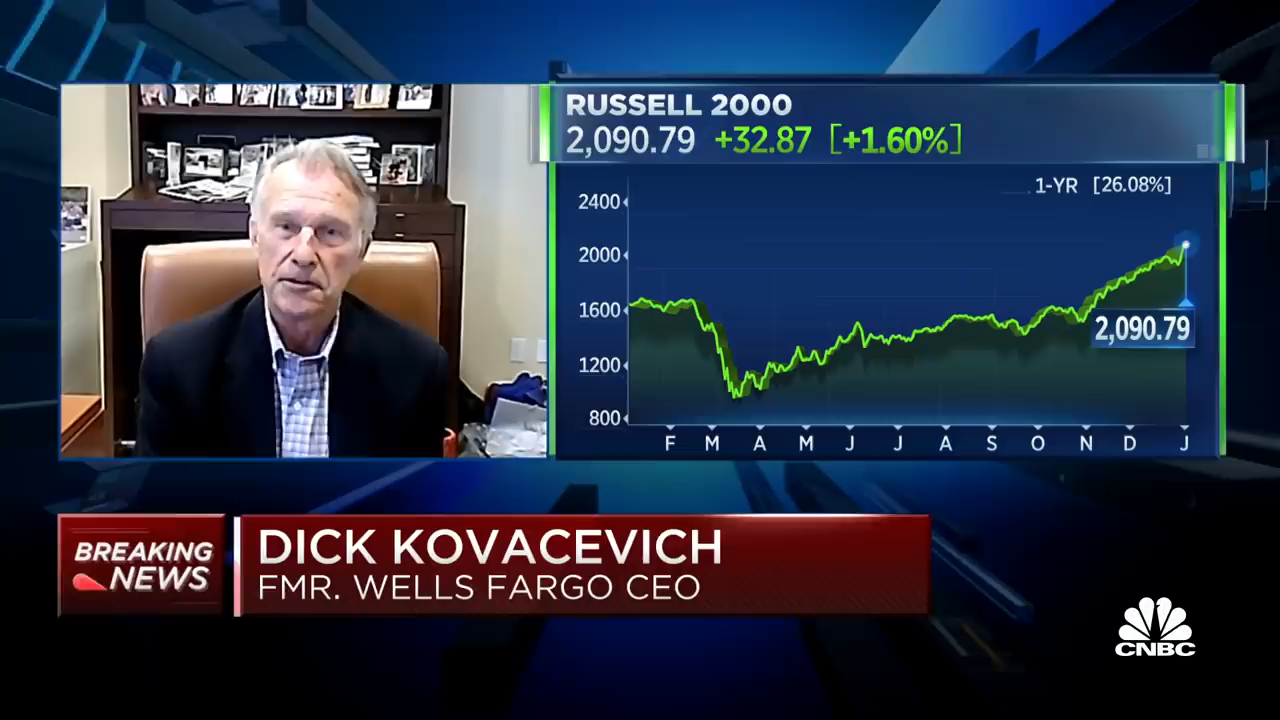 RUSSELL 2000
2,090.79 +32.87 [+1.60%]
1-YR [26.08%]
2400
2000
1600
1200
800
2,090.79
F M A M J J A S O N D J
BREAKING
NEWS
DICK KOVACEVICH
FMR. WELLS FARGO CEO
CNBC